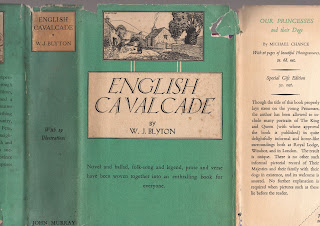 ENGLISH
CAVALCADE
W. J. BLYTON
With 12
Illustrations
JOHN MURRAY
ENGLISH
CAVALCADE
BY
W. J. BLYTON
Novel and ballad, folk-song and legend, prose and verse
have been woven together into an enthralling book for
everyone.
OUR PRINCESSES
and their Dogs
By MICHAEL CHANCE
With 26 pages of beautiful Photogravures.
Special Gift Edition
5s. net.
Though the title of this book properly
lays stress on the young Princesses,
the author has been allowed to in-
clude many portraits of The King
and Queen (with whose approval
the book is published) in quite
delightfully informal and home-like
surroundings both at Royal Lodge,
Windsor, and in London. The result
is unique. There is no other such
informal pictorial record of Their
Majesties and their family with their
dogs in existence, and its welcome is
assured. No further explanation is
required when pictures such as these
lie before the reader.